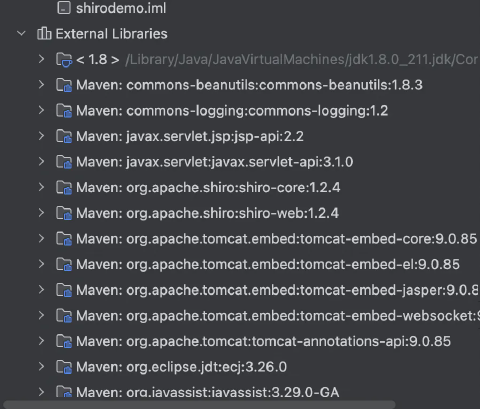 shirodemo.iml
External Libraries
< 1.8 > /Library/Java/JavaVirtualMachines/jdk1.8.0_211.jdk/Cor
Maven: commons-beanutils:commons-beanutils:1.8.3
Maven: commons-logging:commons-logging:1.2
Maven: javax.servlet.jsp:jsp-api:2.2
Maven: javax.servlet:javax.servlet-api:3.1.0
Maven: org.apache.shiro:shiro-core:1.2.4
Maven: org.apache.shiro:shiro-web:1.2.4
Maven: org.apache.tomcat.embed:tomcat-embed-core:9.0.85
Maven: org.apache.tomcat.embed:tomcat-embed-el:9.0.85
Maven: org.apache.tomcat.embed:tomcat-embed-jasper:9.0.8
Maven: org.apache.tomcat.embed:tomcat-embed-websocket:9
Maven: org.apache.tomcat:tomcat-annotations-api:9.0.85
Maven: org.eclipse.jdt:ecj:3.26.0
Maven: org.javassist:javassist:3.29.0-GA